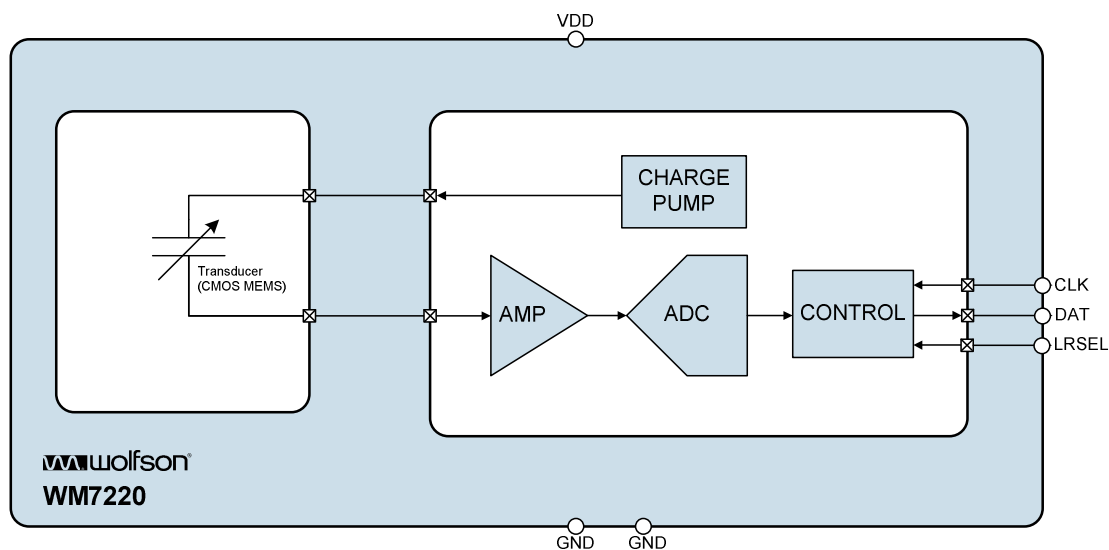 VDD
CHARGE
PUMP
Transducer
(CMOS MEMS)
AMP
ADC
CONTROL
CLK
DAT
LRSEL
wolfson®
WM7220
GND
GND